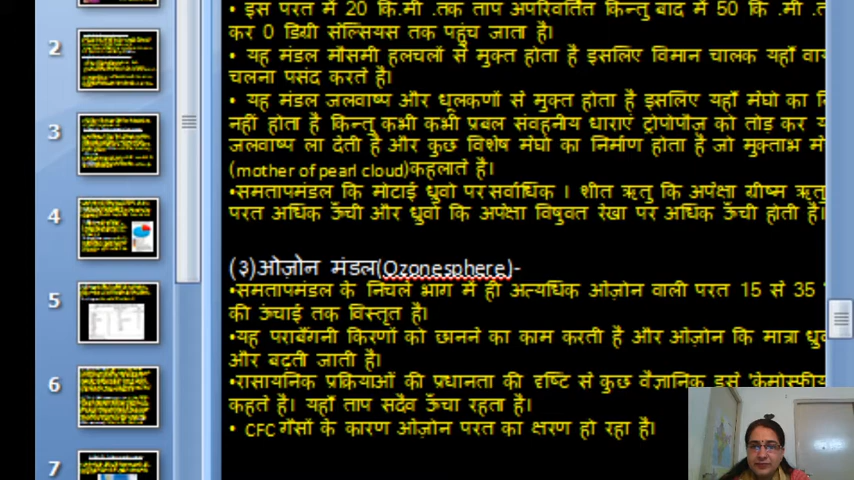 • इस परत में 20 कि.मी .तक ताप अपरिवर्तित किन्तु बाद में 50 कि .मी
कर 0 डिग्री सॅल्सियस तक पहुंच जाता है।
• यह मंडल मौसमी हलचलों से मुक्त होता है इसलिए विमान चालक यहाँ
चलना पसंद करते है।
• यह मंडल जलवाष्प और धूलकणों से मुक्त होता है इसलिए यहाँ मेघो का
नहीं होता है किन्तु कभी कभी प्रबल संवहनीय धाराएं ट्रोपोपौज़ को तोड़ कर
जलवाष्प ला देती है और कुछ विशेष मेघो का निर्माण होता है जो मुक्ताभ
(mother of pearl cloud)कहलाते है।
•समतापमंडल कि मोटाई ध्रुवो पर सर्वाधिक । शीत ऋतु कि अपेक्षा ग्रीष्म ऋतु
परत अधिक ऊँची और ध्रुवों कि अपेक्षा विषुवत रेखा पर अधिक ऊँची होती है।
(३)ओज़ोन मंडल(Ozonesphere)-
•समतापमंडल के निचले भाग में ही अत्यधिक ओज़ोन वाली परत 15 से 35
की ऊंचाई तक विस्तृत है।
•यह पराबैंगनी किरणों को छानने का काम करती है और ओज़ोन कि मात्रा
और बढ़ती जाती है।
•रासायनिक प्रक्रियाओं की प्रधानता की दृष्टि से कुछ वैज्ञानिक इसे
कहते है। यहाँ ताप सदैव ऊँचा रहता है।
• CFC गैसों के कारण ओज़ोन परत का क्षरण हो रहा है।
2
3
4
5
6
7